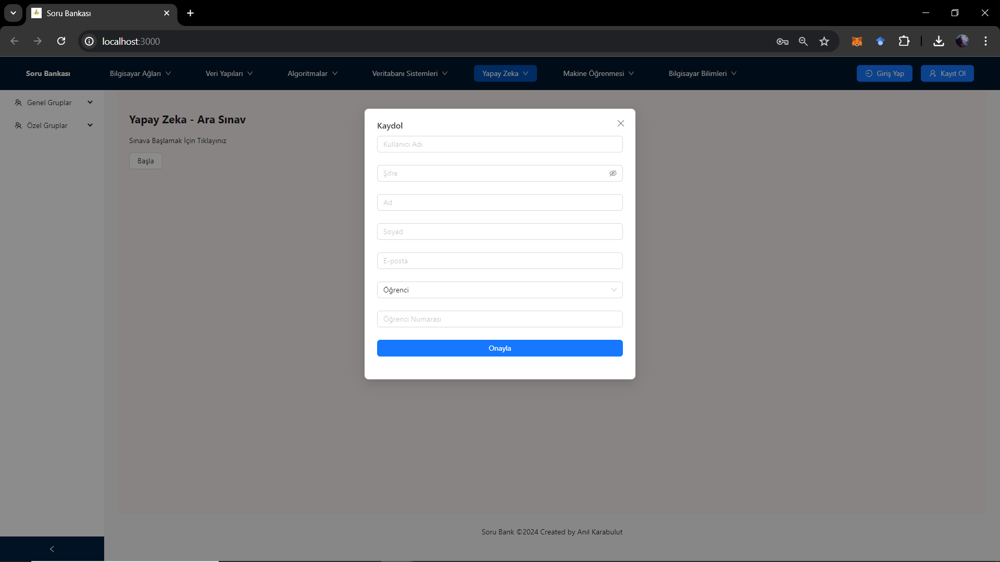 Soru Bankası
localhost:3000
Soru Bankası
Bilgisayar Ağları
Veri Yapıları
Algoritmalar
Veritabanı Sistemleri
Yapay Zeka
Makine Öğrenmesi
Bilgisayar Bilimleri
Giriş Yap
Kayıt Ol
Genel Gruplar
Özel Gruplar
Yapay Zeka - Ara Sınav
Sınava Başlamak İçin Tıklayınız
Başla
Kaydol
Kullanıcı Adı
Şifre
Ad
Soyad
E-posta
Öğrenci
Öğrenci Numarası
Onayla
Soru Bank ©2024 Created by Anıl Karabulut